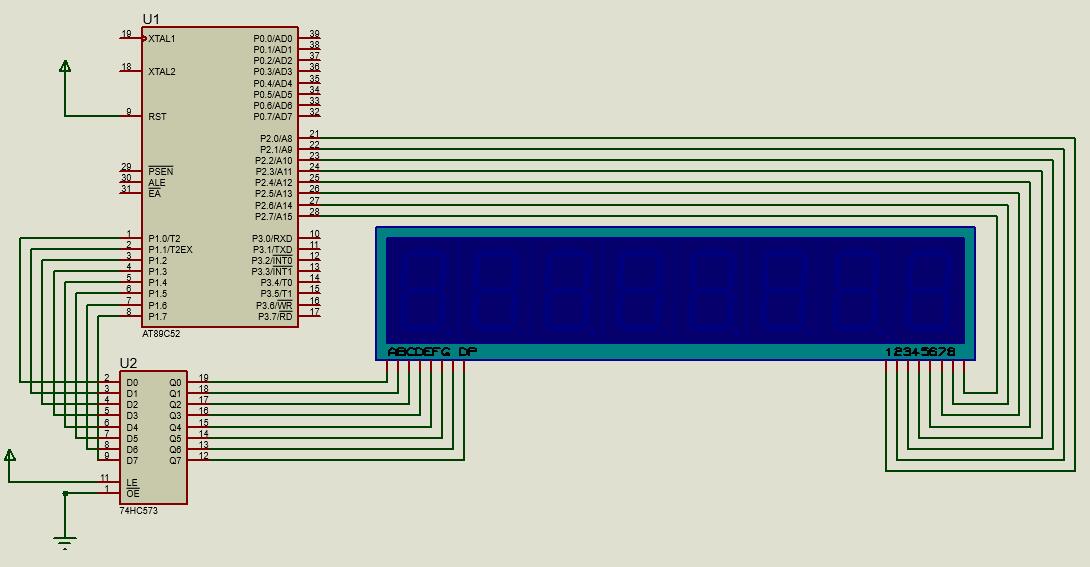 U1
19 XTAL1 P0.0/AD0 39
P0.1/AD1 38
P0.2/AD2 37
18 XTAL2 P0.3/AD3 36
P0.4/AD4 35
P0.5/AD5 34
P0.6/AD6 33
9 RST P0.7/AD7 32
P2.0/A8 21
P2.1/A9 22
P2.2/A10 23
29 PSEN P2.3/A11 24
30 ALE P2.4/A12 25
31 EA P2.5/A13 26
P2.6/A14 27
P2.7/A15 28
1 P1.0/T2 P3.0/RXD 10
2 P1.1/T2EX P3.1/TXD 11
3 P1.2 P3.2/INT0 12
4 P1.3 P3.3/INT1 13
5 P1.4 P3.4/T0 14
6 P1.5 P3.5/T1 15
7 P1.6 P3.6/WR 16
8 P1.7 P3.7/RD 17
AT89C52
ABCDEFG DP 12345678
U2
2 D0 Q0 19
3 D1 Q1 18
4 D2 Q2 17
5 D3 Q3 16
6 D4 Q4 15
7 D5 Q5 14
8 D6 Q6 13
9 D7 Q7 12
11 LE
1 OE
74HC573